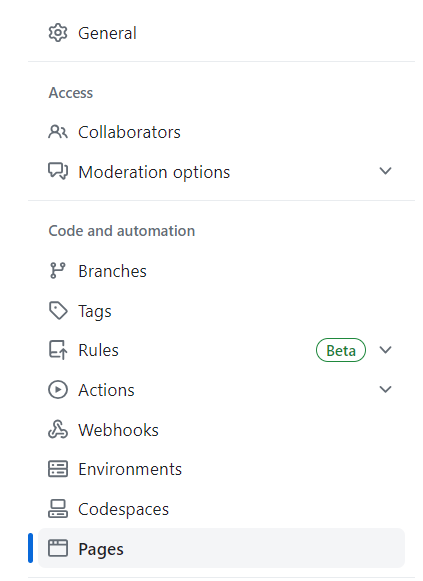 General
Access
Collaborators
Moderation options
Code and automation
Branches
Tags
Rules Beta
Actions
Webhooks
Environments
Codespaces
Pages